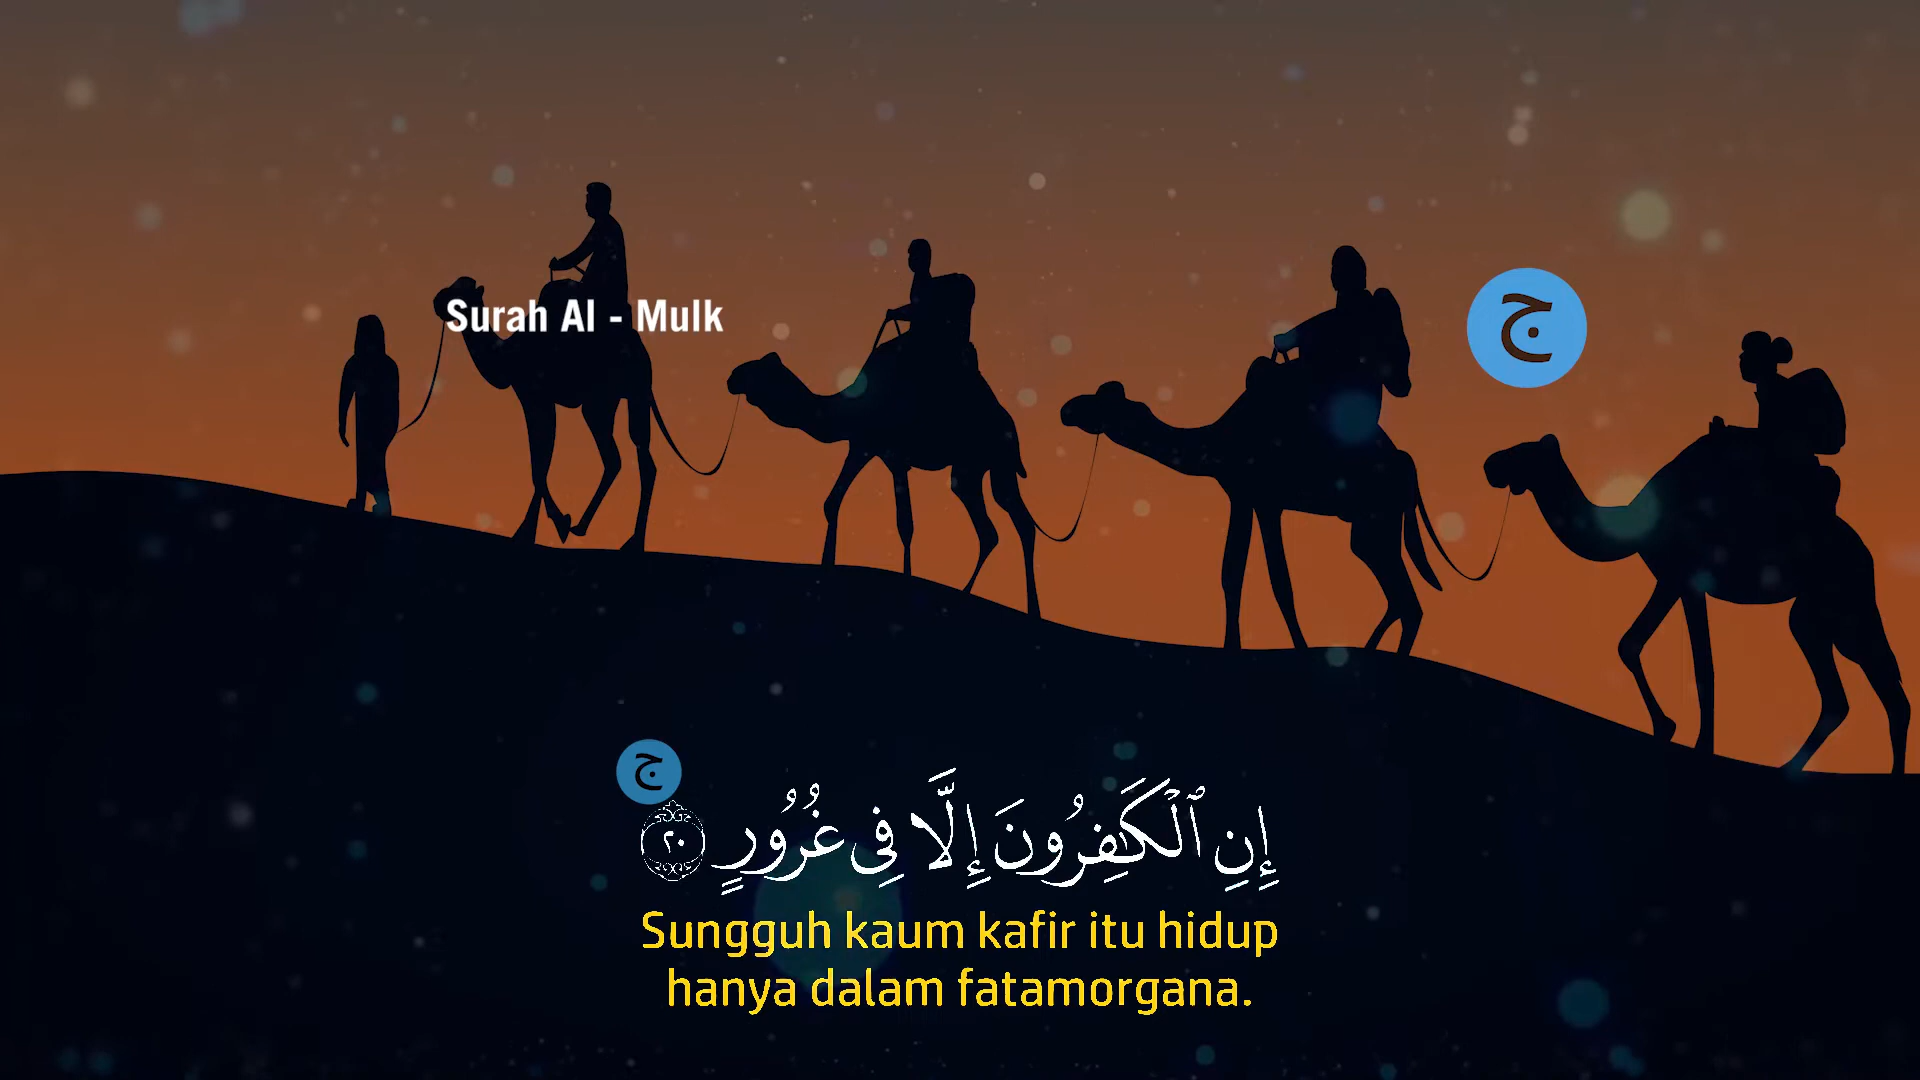 Surah Al - Mulk
ج
ج
إِنِ ٱلْكَـٰفِرُونَ إِلَّا فِى غُرُورٍ ٢٠
Sungguh kaum kafir itu hidup
hanya dalam fatamorgana.